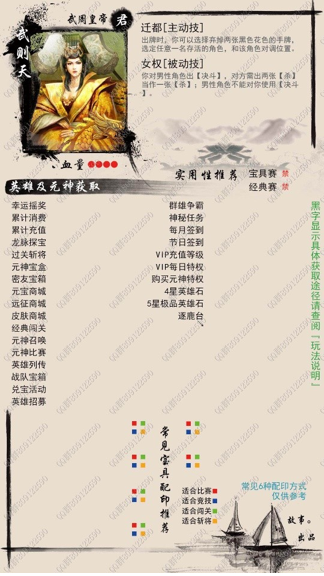 武周皇帝
君
武则天
迁都[主动技]
出牌时，你可以选择弃掉两张黑色花色的手牌，
选定任意一名存活的角色，和该角色对调位置。
女权[被动技]
你对男性角色出【决斗】，对方需出两张【杀】
当作一张【杀】；男性角色不能对你使用【决斗】。
血量
实用性推荐
宝具赛 禁
经典赛 禁
英雄及元神获取
幸运摇奖
累计消费
累计充值
龙脉探宝
过关斩将
元神宝盒
密友宝箱
元宝商城
远征商城
皮肤商城
经典闯关
元神召唤
元神比赛
英雄列传
战队宝箱
兑宝活动
英雄招募
群雄争霸
神秘任务
每月签到
节日签到
VIP充值等级
VIP每日特权
购买元神特权
4星英雄石
5星极品英雄石
逐鹿台
黑字显示具体获取途径请查阅『玩法说明』
常见宝具配印推荐
适合比赛
适合竞技
适合闯关
适合斩将
常见6种配印方式
仅供参考
故事。
出品